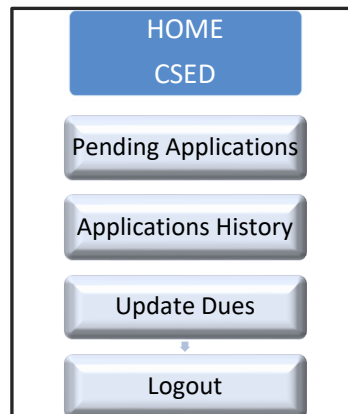 HOME
CSED
Pending Applications
Applications History
Update Dues
Logout